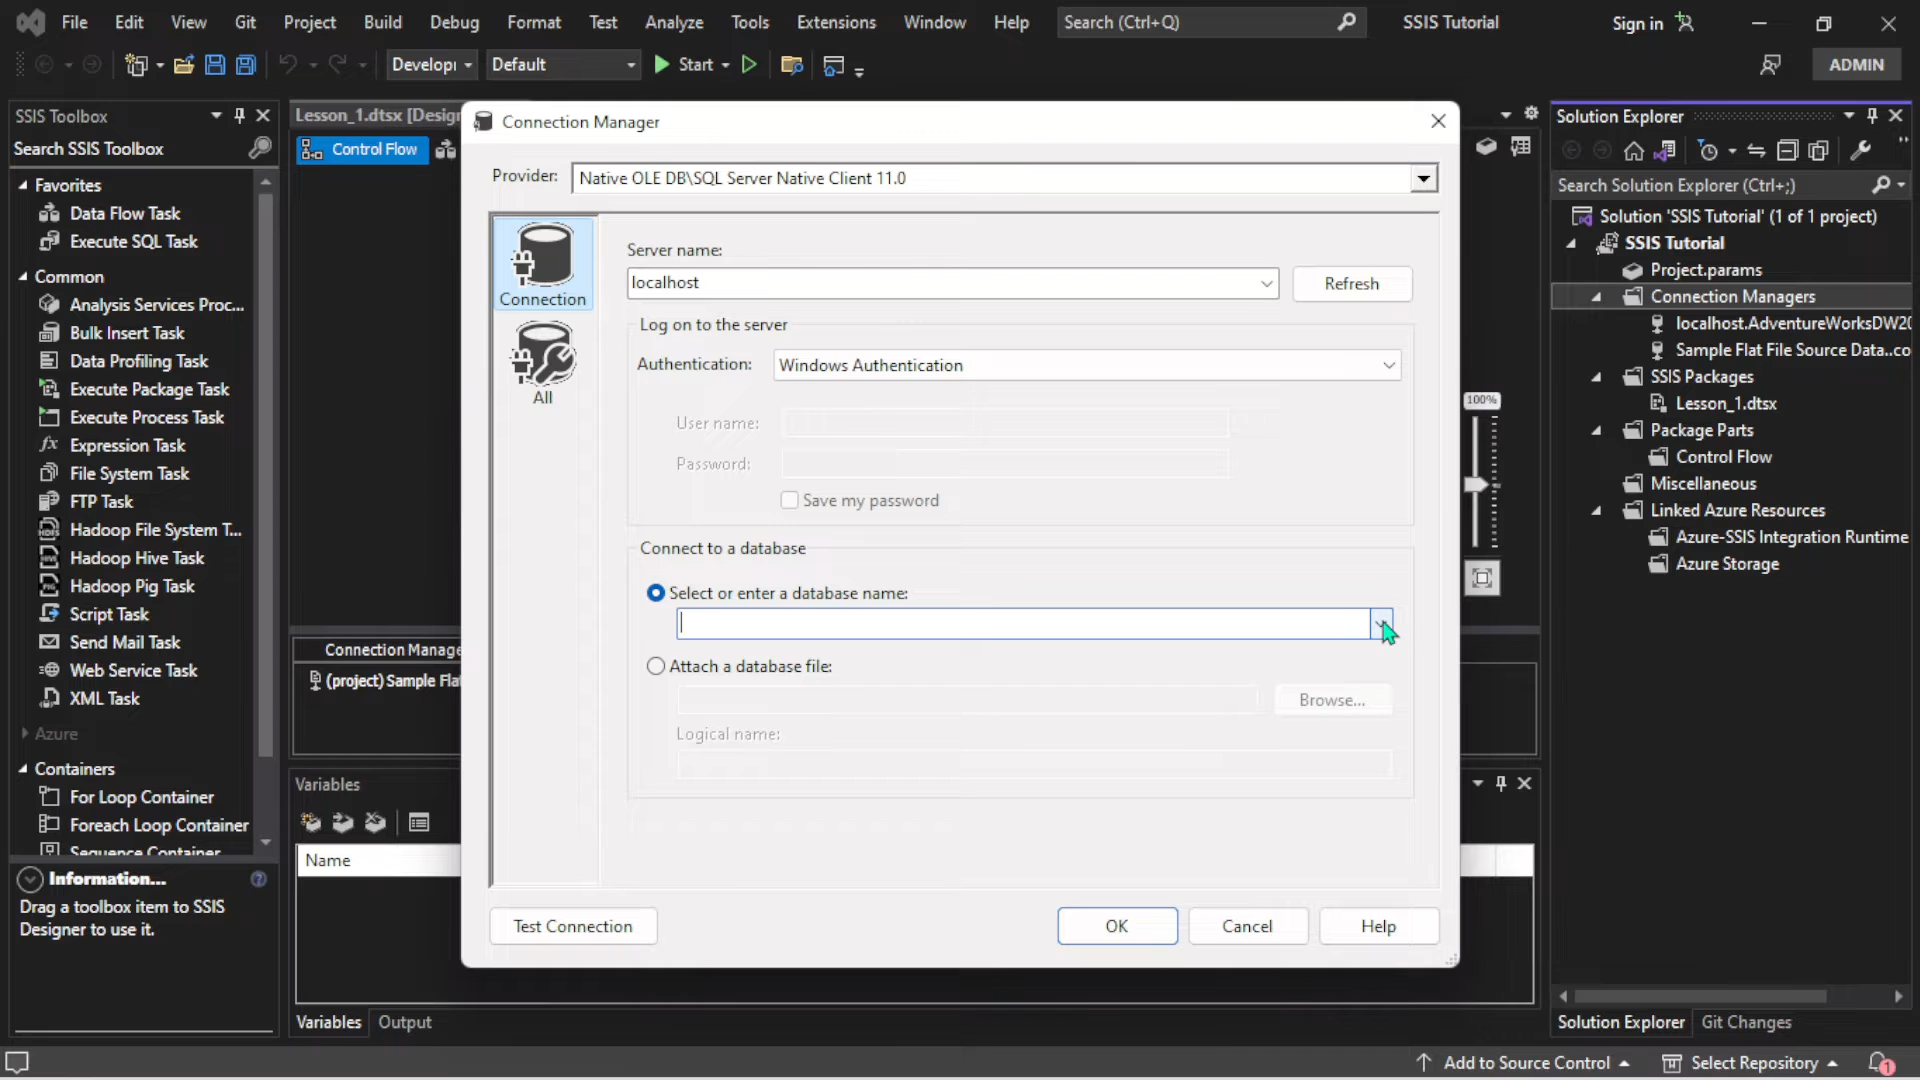 File Edit View Git Project Build Debug Format Test Analyze Tools Extensions Window Help Search (Ctrl+Q) SSIS Tutorial Sign in
Developi Default Start ADMIN
SSIS Toolbox
Search SSIS Toolbox
Favorites
Data Flow Task
Execute SQL Task
Common
Analysis Services Proc...
Bulk Insert Task
Data Profiling Task
Execute Package Task
Execute Process Task
Expression Task
File System Task
FTP Task
Hadoop File System T...
Hadoop Hive Task
Hadoop Pig Task
Script Task
Send Mail Task
Web Service Task
XML Task
Azure
Containers
For Loop Container
Foreach Loop Container
Sequence Container
Information...
Drag a toolbox item to SSIS
Designer to use it.
Lesson_1.dtsx [Desig
Control Flow
Connection Manage
(project) Sample Fla
Variables
Name
Variables Output
Connection Manager
Provider: Native OLE DB\SQL Server Native Client 11.0
Connection
All
Server name:
localhost Refresh
Log on to the server
Authentication: Windows Authentication
User name:
Password:
Save my password
Connect to a database
Select or enter a database name:
Attach a database file:
Browse...
Logical name:
Test Connection OK Cancel Help
100%
Solution Explorer
Search Solution Explorer (Ctrl+;)
Solution 'SSIS Tutorial' (1 of 1 project)
SSIS Tutorial
Project.params
Connection Managers
localhost.AdventureWorksDW20
Sample Flat File Source Data..co
SSIS Packages
Lesson_1.dtsx
Package Parts
Control Flow
Miscellaneous
Linked Azure Resources
Azure-SSIS Integration Runtime
Azure Storage
Solution Explorer Git Changes
Add to Source Control Select Repository 1